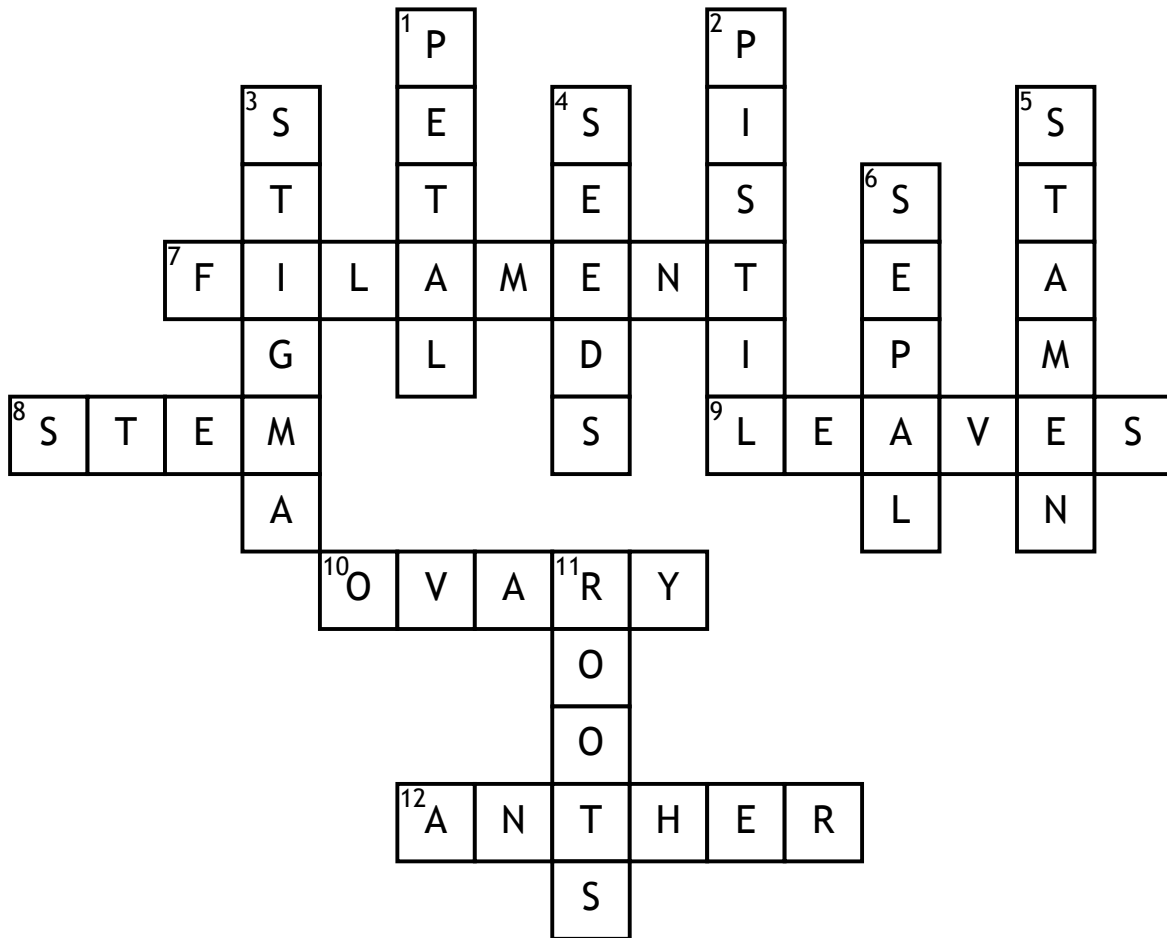 1 P 2 P
3 S E 4 S I 5 S
T T E 6 S S T
7 F I L A M E N T E A
G L D I P M
8 S T E M S 9 L E A V E S
A L N
10 O V A 11 R Y
O
O
12 A N T H E R
S